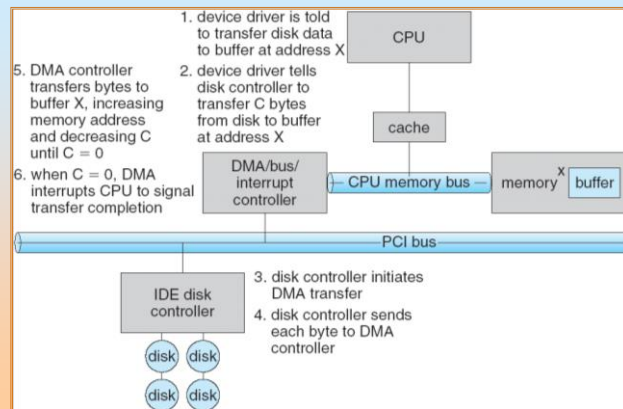 1. device driver is told
to transfer disk data
to buffer at address X
2. device driver tells
disk controller to
transfer C bytes
from disk to buffer
at address X
5. DMA controller
transfers bytes to
buffer X, increasing
memory address
and decreasing C
until C = 0
6. when C = 0, DMA
interrupts CPU to signal
transfer completion
CPU
cache
DMA/bus/
interrupt
controller
CPU memory bus
memory
X
buffer
PCI bus
IDE disk
controller
3. disk controller initiates
DMA transfer
4. disk controller sends
each byte to DMA
controller
disk
disk
disk
disk